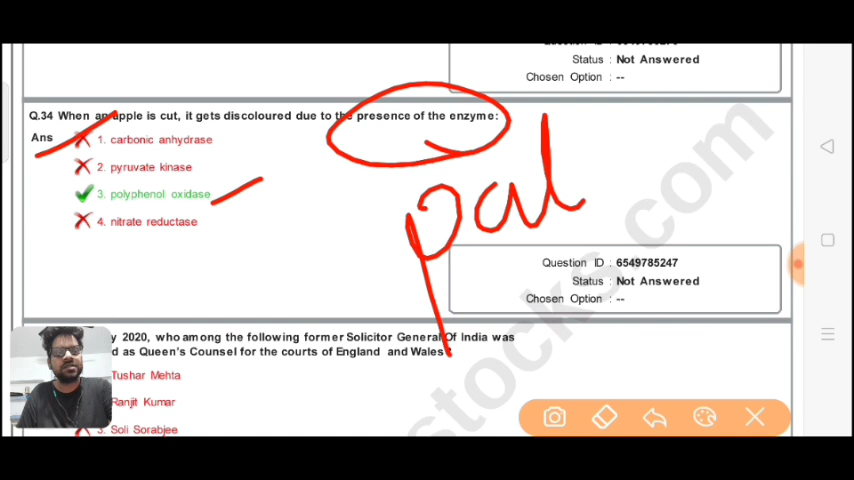 Status : Not Answered
Chosen Option : --
Q.34 When an apple is cut, it gets discoloured due to the presence of the enzyme:
Ans
1. carbonic anhydrase
2. pyruvate kinase
3. polyphenol oxidase
4. nitrate reductase
pal
Question ID : 6549785247
Status : Not Answered
Chosen Option : --
y 2020, who among the following former Solicitor General Of India was
d as Queen's Counsel for the courts of England and Wales?
Tushar Mehta
Ranjit Kumar
3. Soli Sorabjee
stocks.com